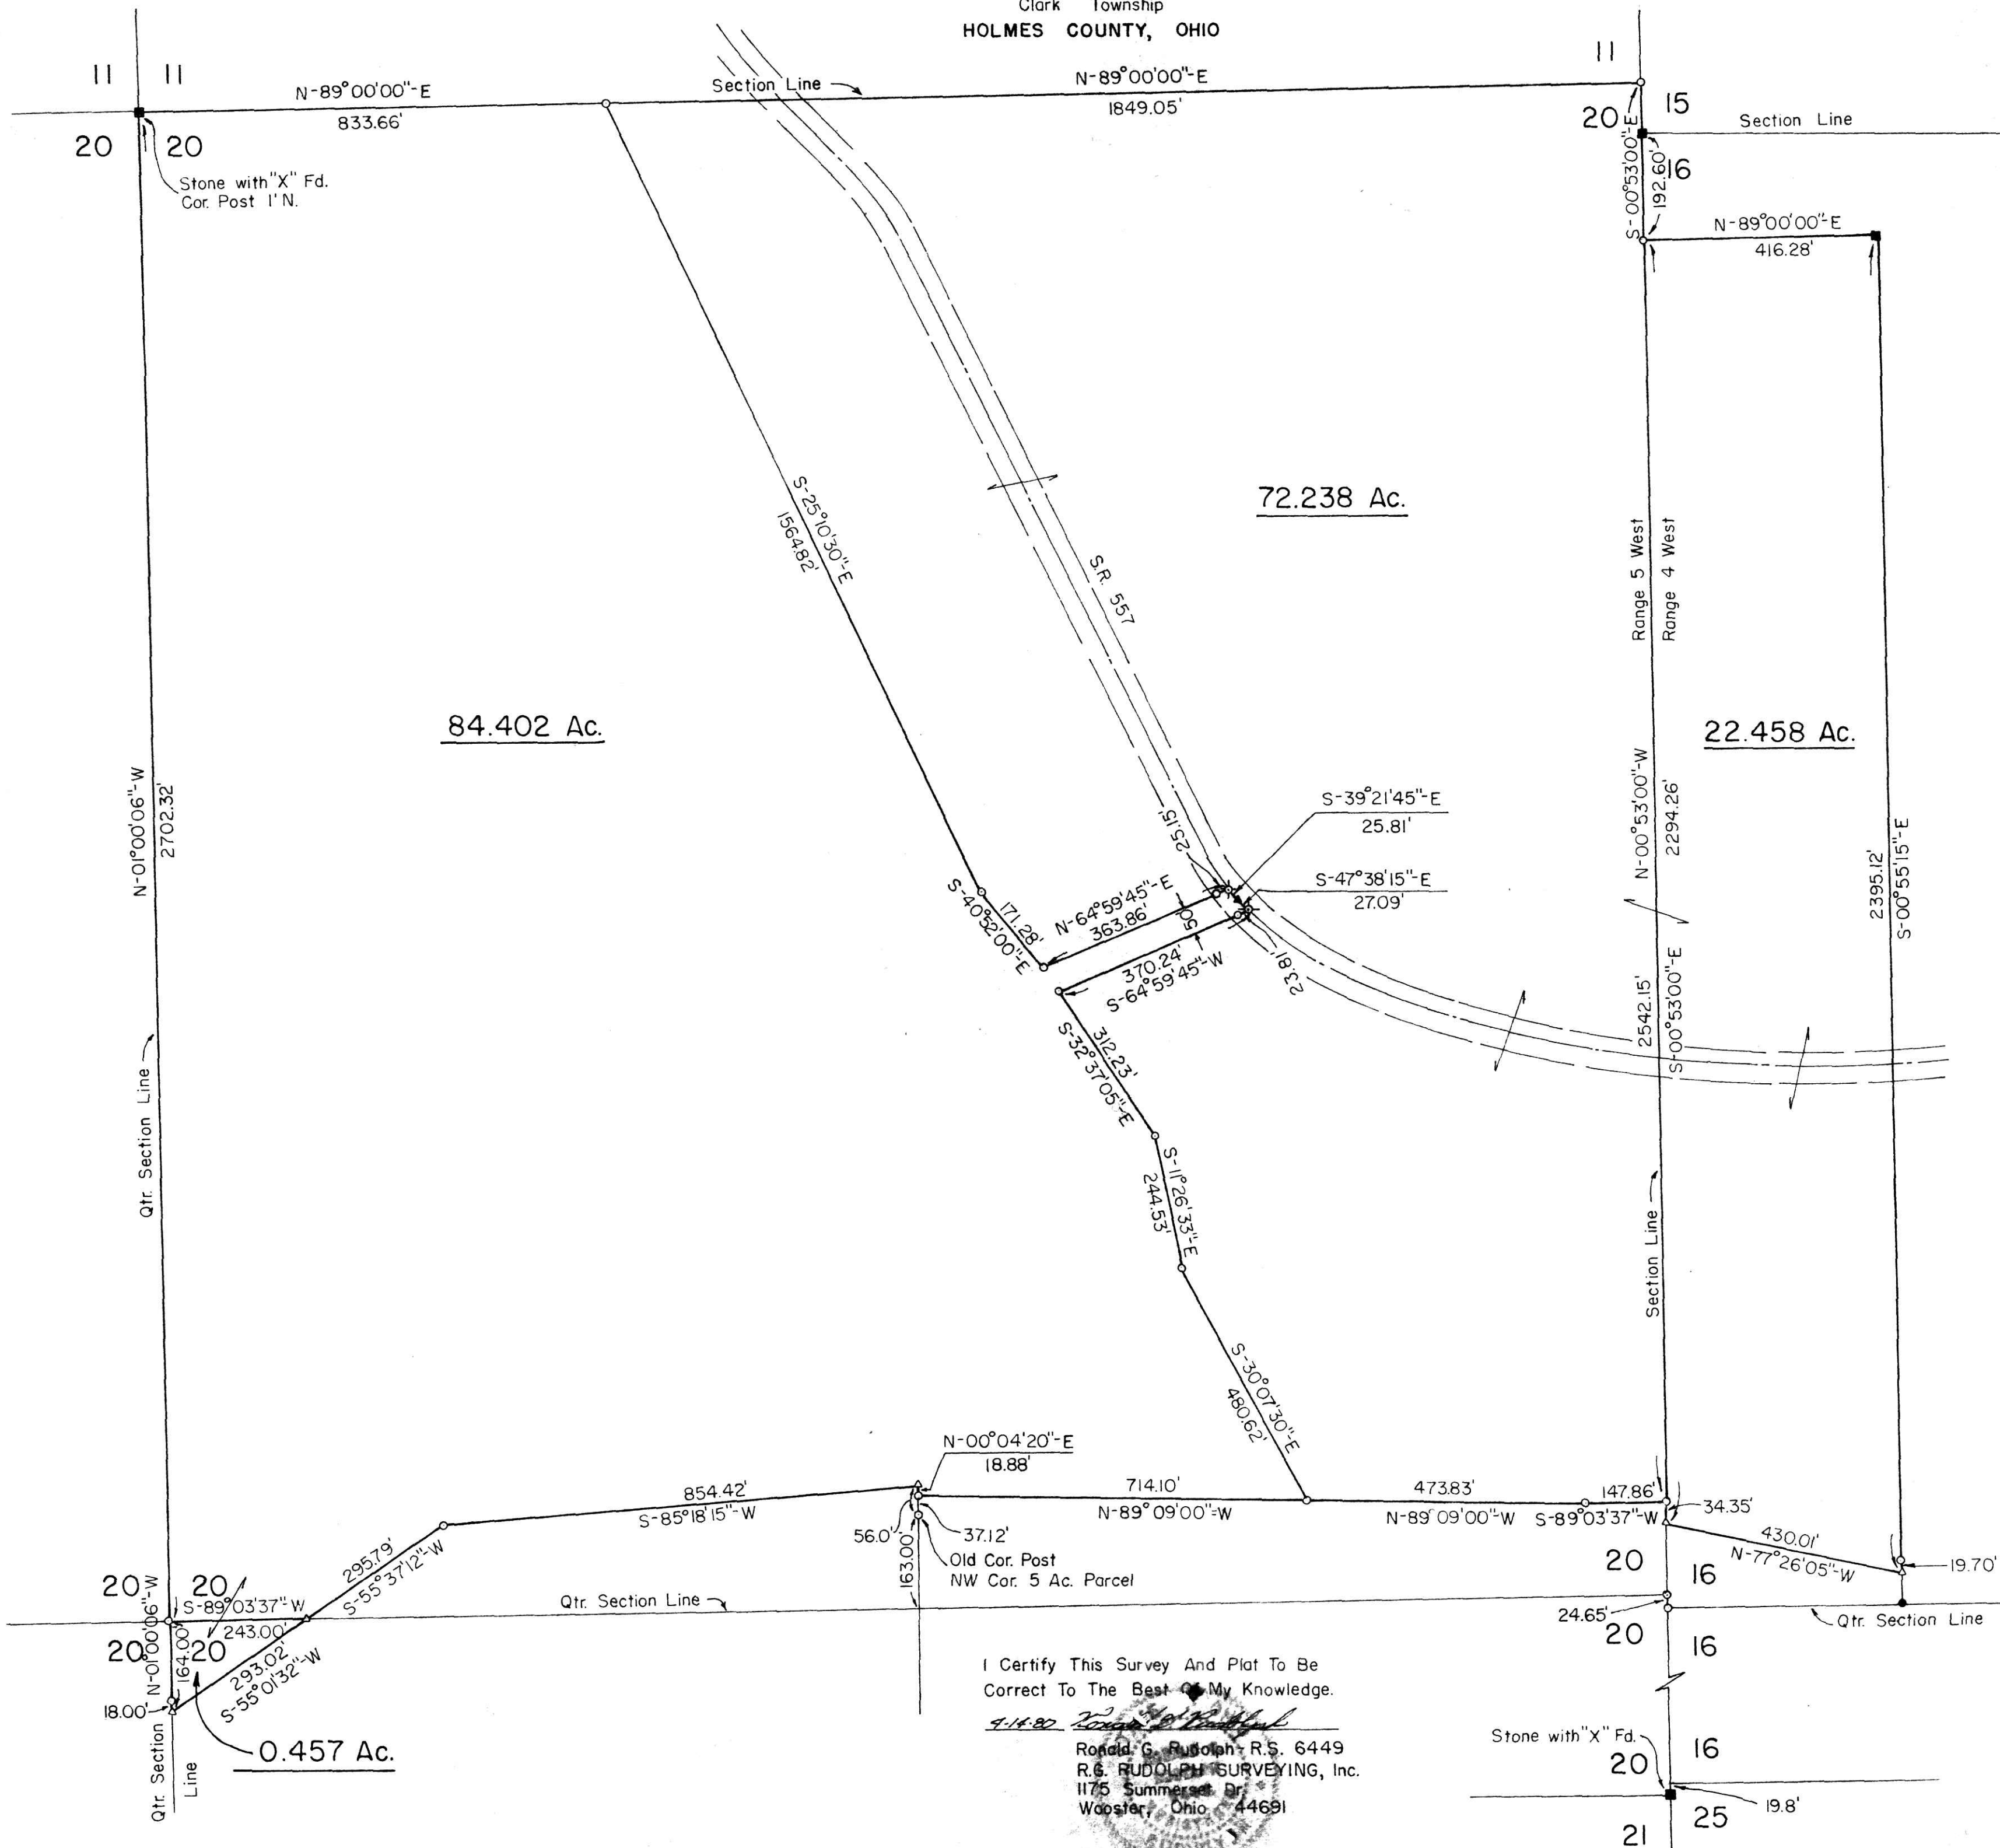 Clark Township
HOLMES COUNTY, OHIO
11 11
11
N-89°00'00"-E
833.66'
Section Line
N-89°00'00"-E
1849.05'
20 20
20 15
Section Line
16
Stone with "X" Fd.
Cor. Post 1' N.
S-00°53'00"-E
192.60'
N-89°00'00"-E
416.28'
S-25°10'30"-E
1564.82'
72.238 Ac.
S.R. 557
Range 5 West
Range 4 West
84.402 Ac.
22.458 Ac.
N-01°00'06"-W
2702.32'
N-00°53'00"-W
2294.26'
2395.12'
S-00°55'15"-E
S-39°21'45"-E
25.81'
25.15'
S-47°38'15"-E
27.09'
171.28'
S-40°52'00"-E
N-64°59'45"-E
363.86'
50'
370.24'
S-64°59'45"-W
23.81'
2542.15'
S-00°53'00"-E
312.23'
S-32°37'05"-E
Qtr. Section Line
S-11°26'33"-E
244.53'
Section Line
S-30°07'30"-E
480.62'
N-00°04'20"-E
18.88'
854.42'
S-85°18'15"-W
714.10'
N-89°09'00"-W
473.83'
N-89°09'00"-W
147.86'
S-89°03'37"-W
34.35'
430.01'
N-77°26'05"-W
19.70'
56.0'
37.12'
Old Cor. Post
NW Cor. 5 Ac. Parcel
163.00'
295.79'
S-55°37'12"-W
20 20
S-89°03'37"-W
243.00'
Qtr. Section Line
20 16
24.65'
Qtr. Section Line
20 16
20 20
N-01°00'06"-W
164.00'
293.02'
S-55°01'32"-W
18.00'
Qtr. Section
Line
0.457 Ac.
I Certify This Survey And Plat To Be
Correct To The Best Of My Knowledge.
4-14-80
Ronald G. Rudolph - R.S. 6449
R.G. RUDOLPH SURVEYING, Inc.
1175 Summerset Dr.
Wooster, Ohio 44691
Stone with "X" Fd.
20 16
19.8'
25
21